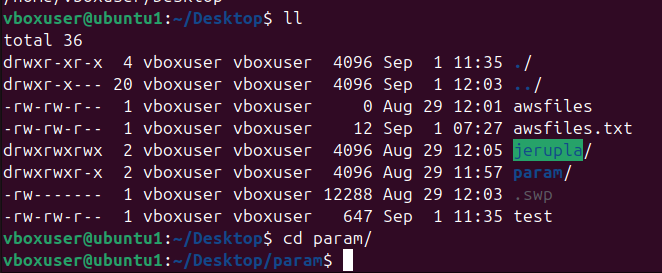 /home/vboxuser/Desktop
vboxuser@ubuntu1:~/Desktop$ ll
total 36
drwxr-xr-x  4 vboxuser vboxuser  4096 Sep  1 11:35 ./
drwxr-x--- 20 vboxuser vboxuser  4096 Sep  1 12:03 ../
-rw-rw-r--  1 vboxuser vboxuser     0 Aug 29 12:01 awsfiles
-rw-rw-r--  1 vboxuser vboxuser    12 Sep  1 07:27 awsfiles.txt
drwxrwxrwx  2 vboxuser vboxuser  4096 Aug 29 12:05 jerupla/
drwxrwxr-x  2 vboxuser vboxuser  4096 Aug 29 11:57 param/
-rw-------  1 vboxuser vboxuser 12288 Aug 29 12:03 .swp
-rw-rw-r--  1 vboxuser vboxuser   647 Sep  1 11:35 test
vboxuser@ubuntu1:~/Desktop$ cd param/
vboxuser@ubuntu1:~/Desktop/param$